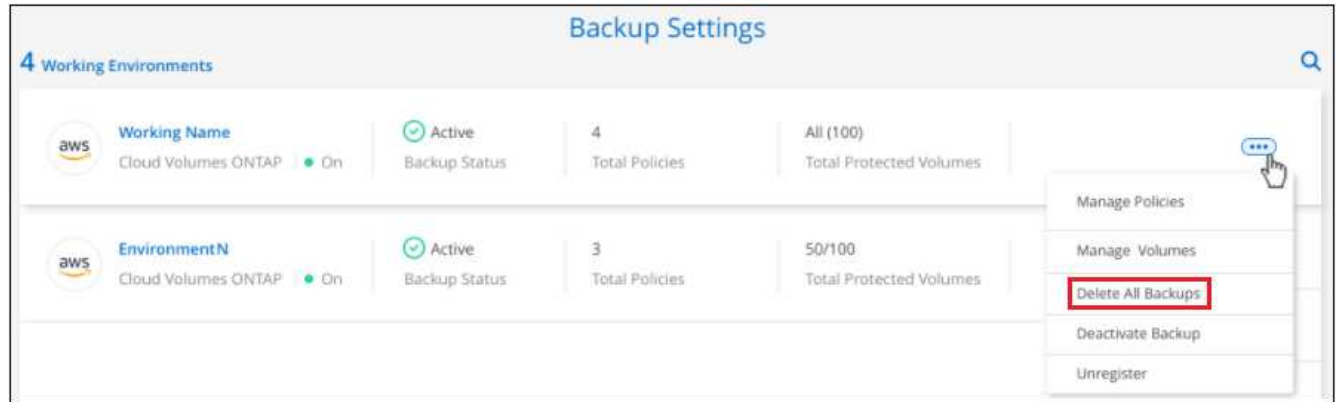 Backup Settings
4 Working Environments
aws
Working Name
Cloud Volumes ONTAP On
Active
Backup Status
4
Total Policies
All (100)
Total Protected Volumes
Manage Policies
Manage Volumes
Delete All Backups
Deactivate Backup
Unregister
aws
EnvironmentN
Cloud Volumes ONTAP On
Active
Backup Status
3
Total Policies
50/100
Total Protected Volumes